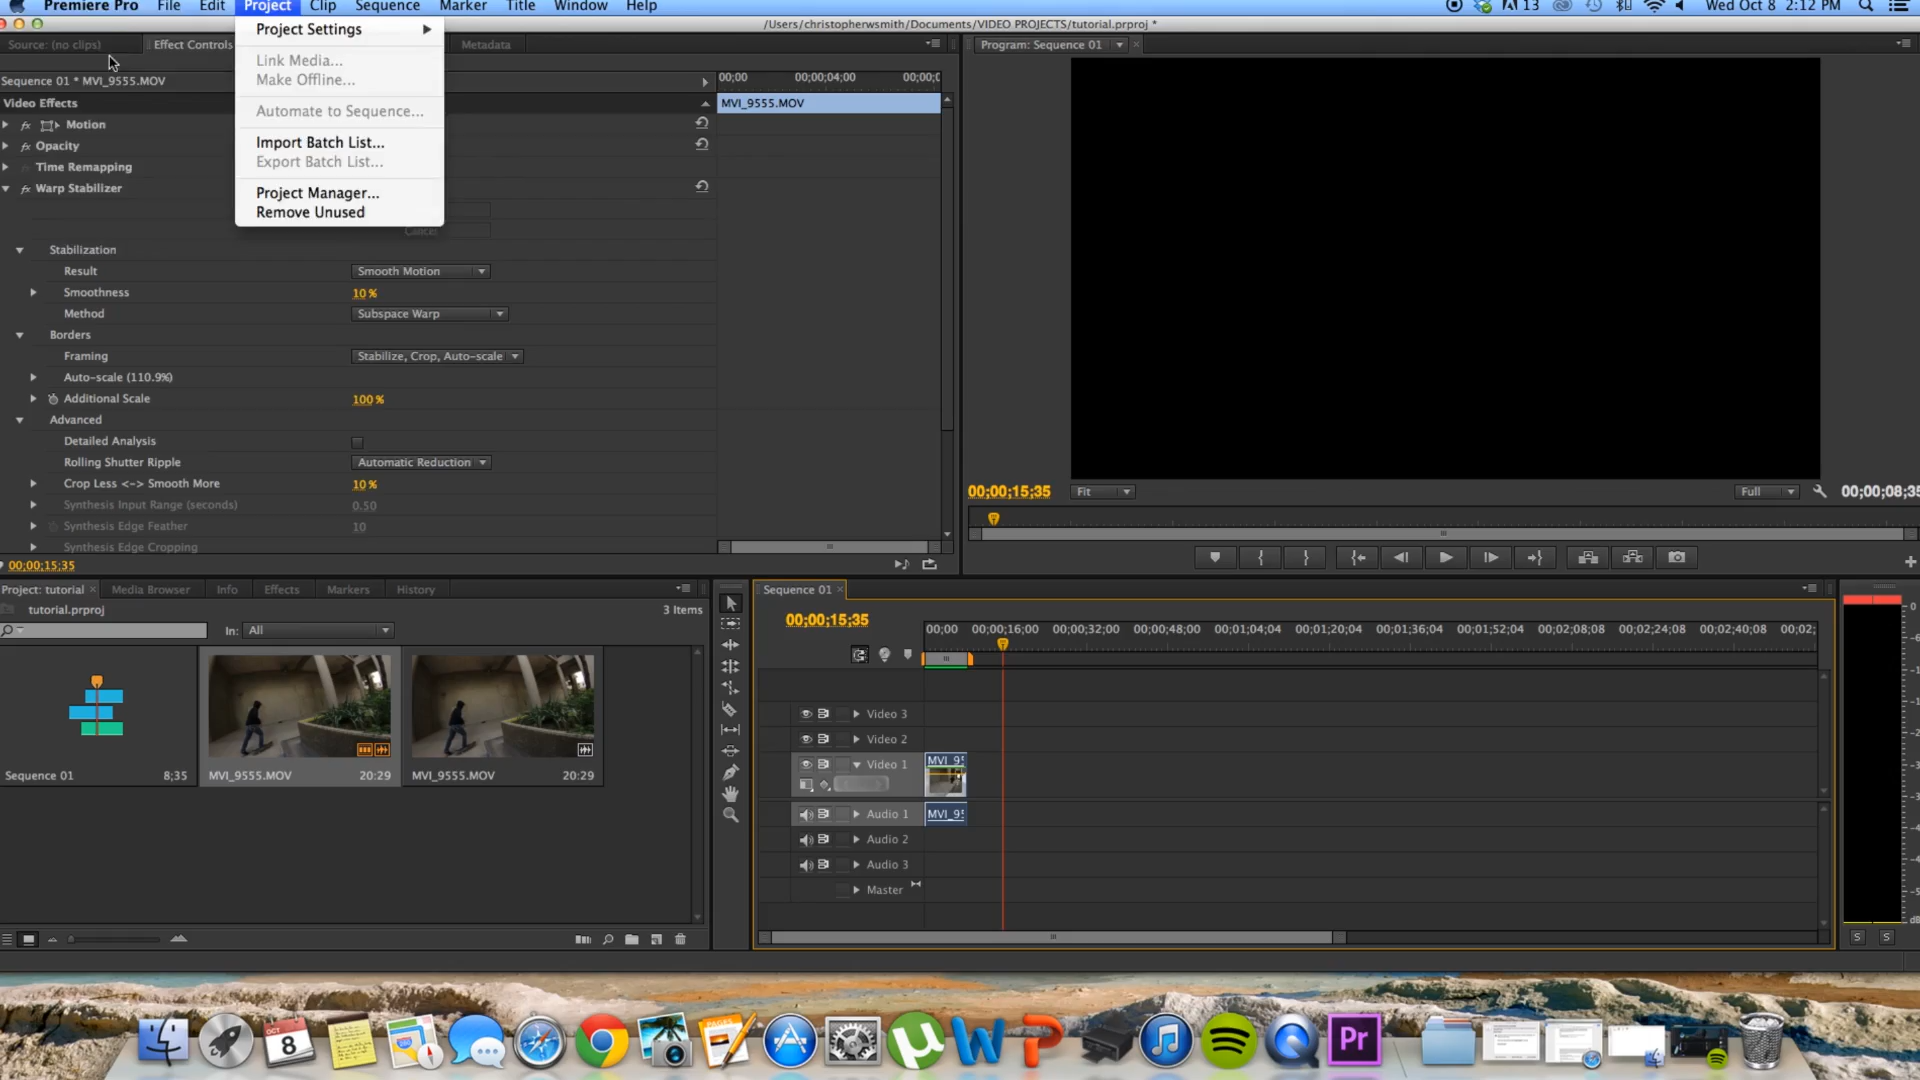 Premiere Pro File Edit Project Clip Sequence Marker Title Window Help 13 Wed Oct 8 2:12 PM
/Users/christopherwsmith/Documents/VIDEO PROJECTS/tutorial.prproj *
Project Settings
Link Media...
Make Offline...
Automate to Sequence...
Import Batch List...
Export Batch List...
Project Manager...
Remove Unused
Source: (no clips) Effect Controls Metadata
Sequence 01 * MVI_9555.MOV
00;00 00;00;04;00
MVI_9555.MOV
Video Effects
fx Motion
fx Opacity
Time Remapping
fx Warp Stabilizer
Cancel
Stabilization
Result Smooth Motion
Smoothness 10 %
Method Subspace Warp
Borders
Framing Stabilize, Crop, Auto-scale
Auto-scale (110.9%)
Additional Scale 100 %
Advanced
Detailed Analysis
Rolling Shutter Ripple Automatic Reduction
Crop Less <-> Smooth More 10 %
Synthesis Input Range (seconds) 0.50
Synthesis Edge Feather 10
Synthesis Edge Cropping
00;00;15;35
Program: Sequence 01
00;00;15;35 Fit Full 00;00;08;35
Project: tutorial Media Browser Info Effects Markers History
tutorial.prproj 3 Items
In: All
Sequence 01 8;35
MVI_9555.MOV 20:29
MVI_9555.MOV 20:29
Sequence 01
00;00;15;35
00;00 00;00;16;00 00;00;32;00 00;00;48;00 00;01;04;04 00;01;20;04 00;01;36;04 00;01;52;04 00;02;08;08 00;02;24;08 00;02;40;08 00;02;
Video 3
Video 2
Video 1 MVI_95
Audio 1 MVI_95
Audio 2
Audio 3
Master
0
dB
S S
OCT
8
PAGES
W
P
Pr